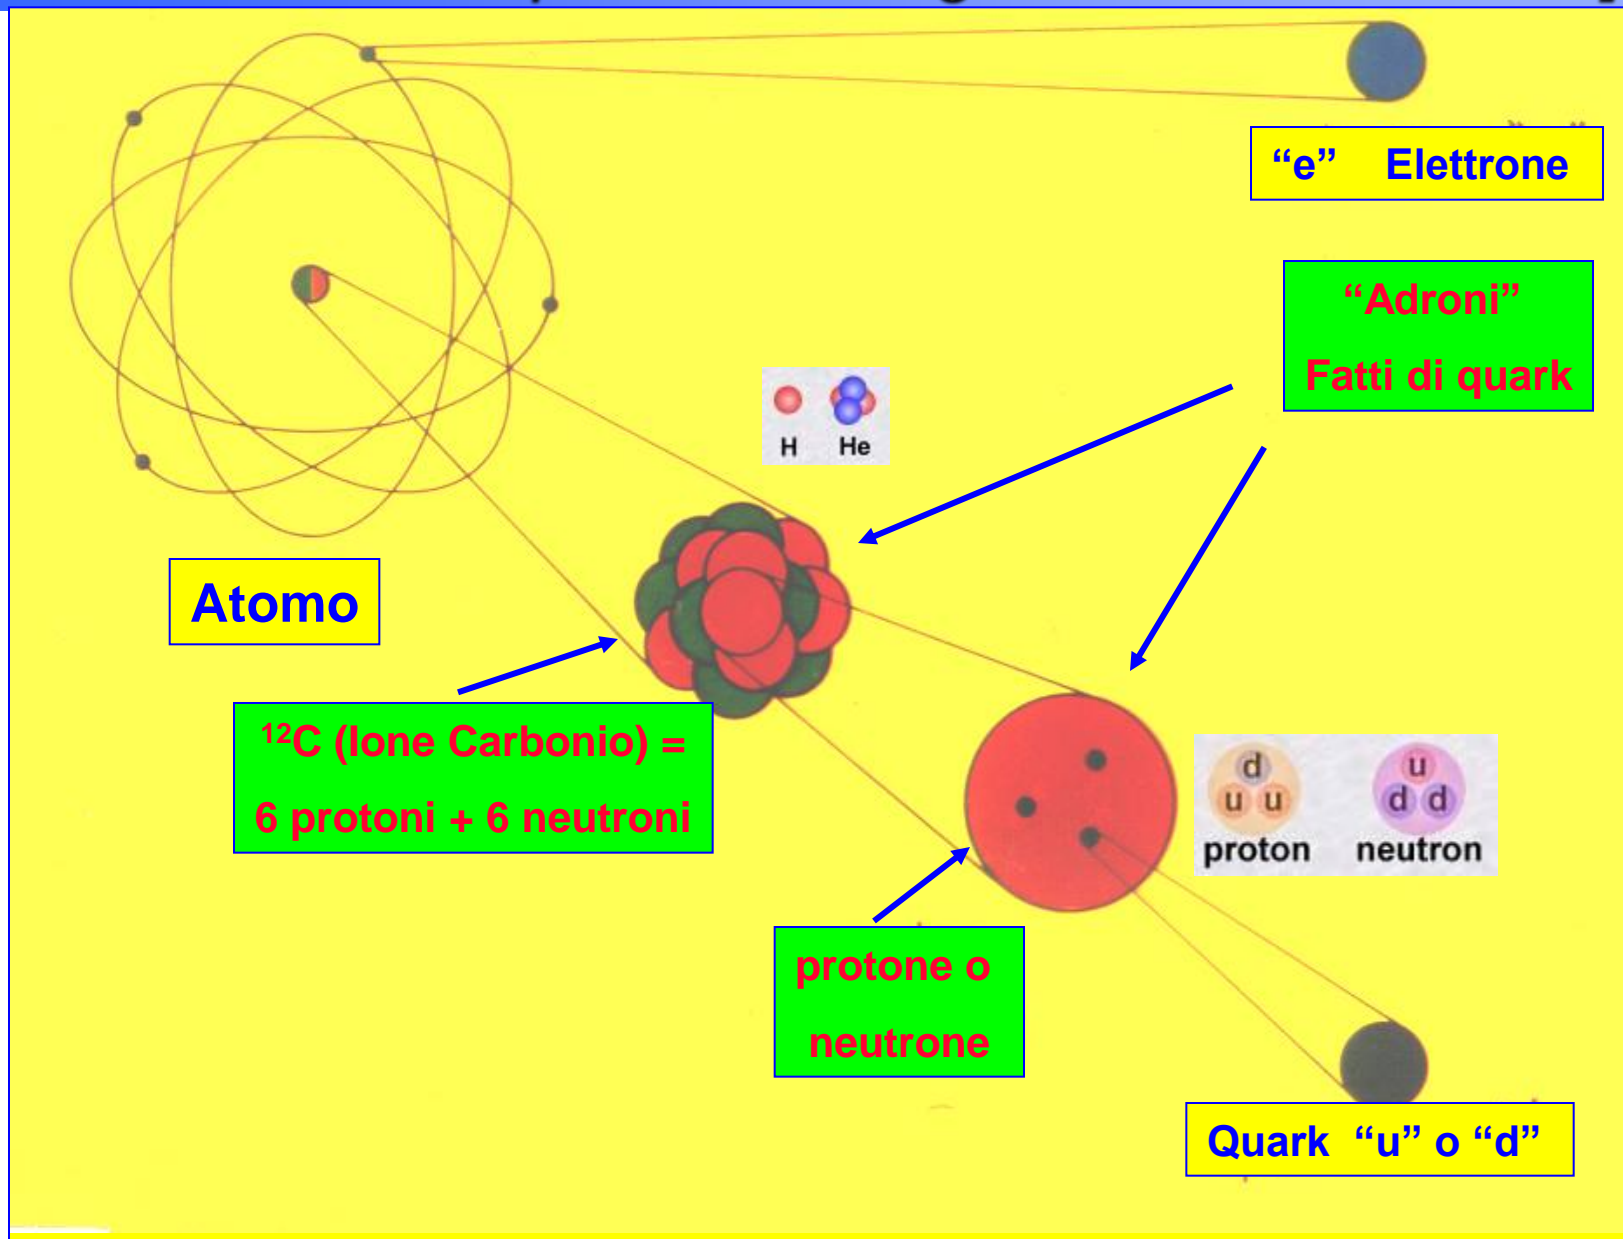 “e” Elettrone
“Adroni”
Fatti di quark
H He
Atomo
¹²C (Ione Carbonio) =
6 protoni + 6 neutroni
d
u u
proton
u
d d
neutron
protone o
neutrone
Quark “u” o “d”